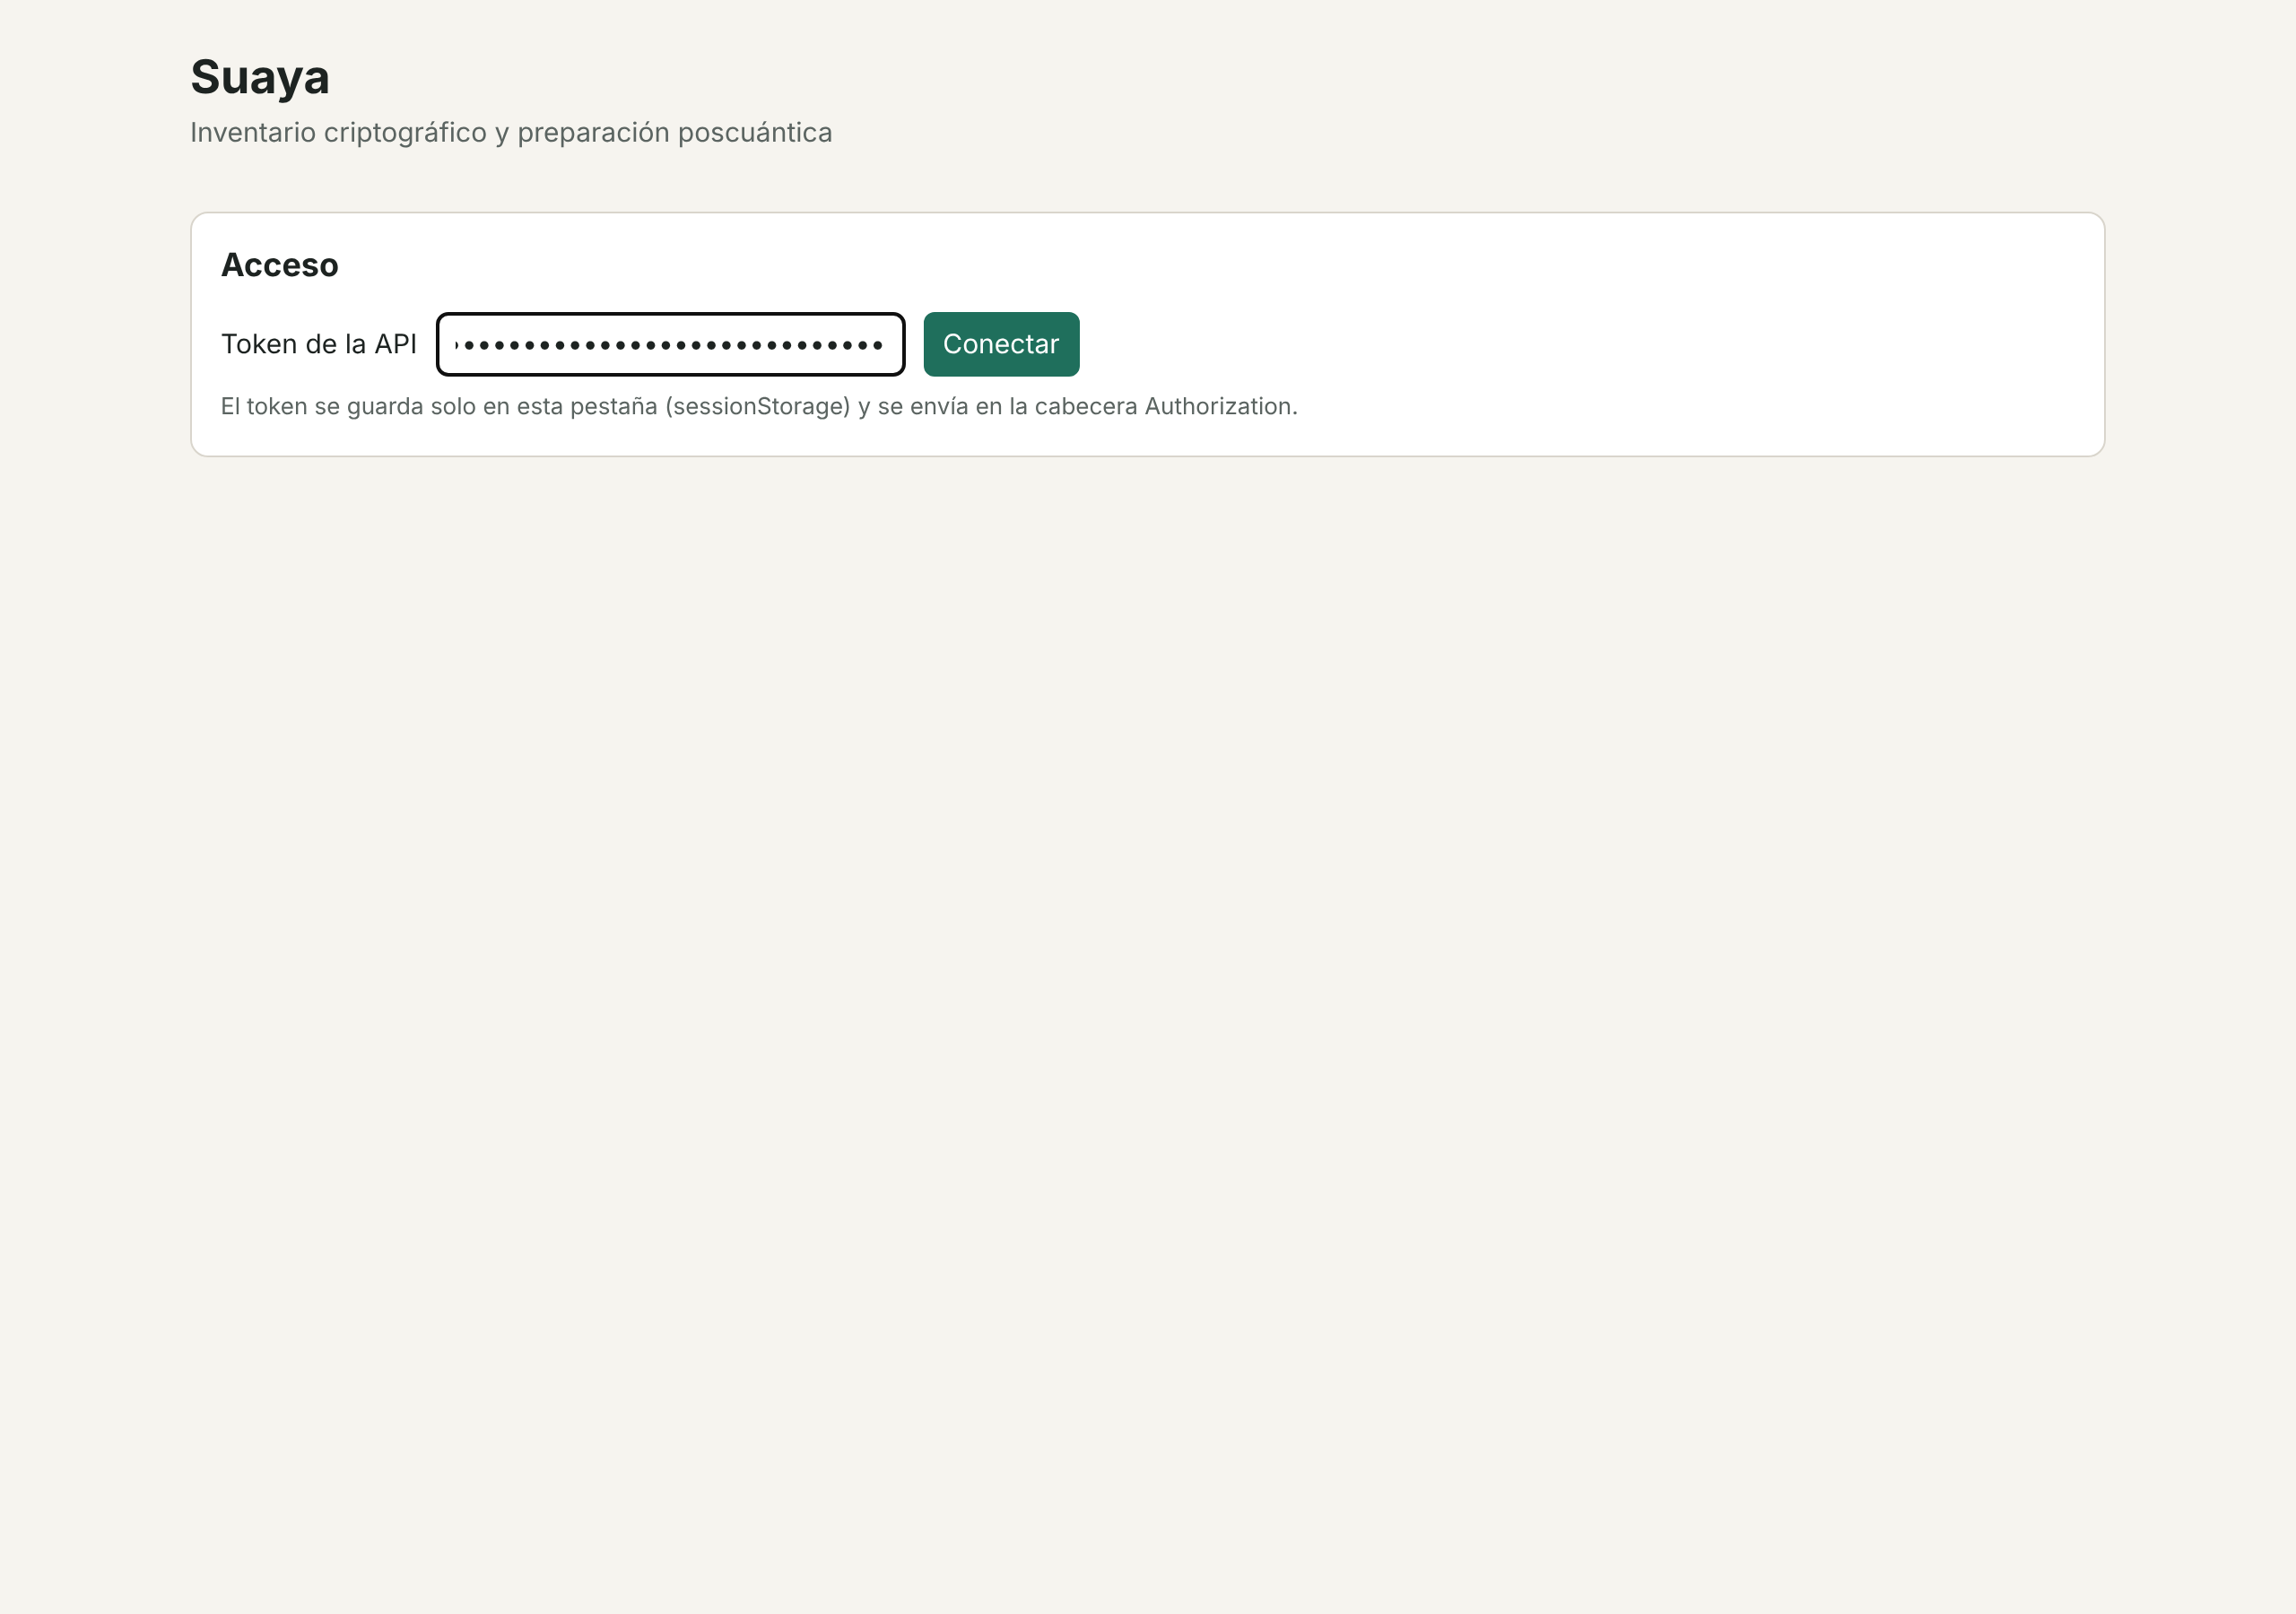 Suaya
Inventario criptográfico y preparación poscuántica
Acceso
Token de la API
Conectar
El token se guarda solo en esta pestaña (sessionStorage) y se envía en la cabecera Authorization.